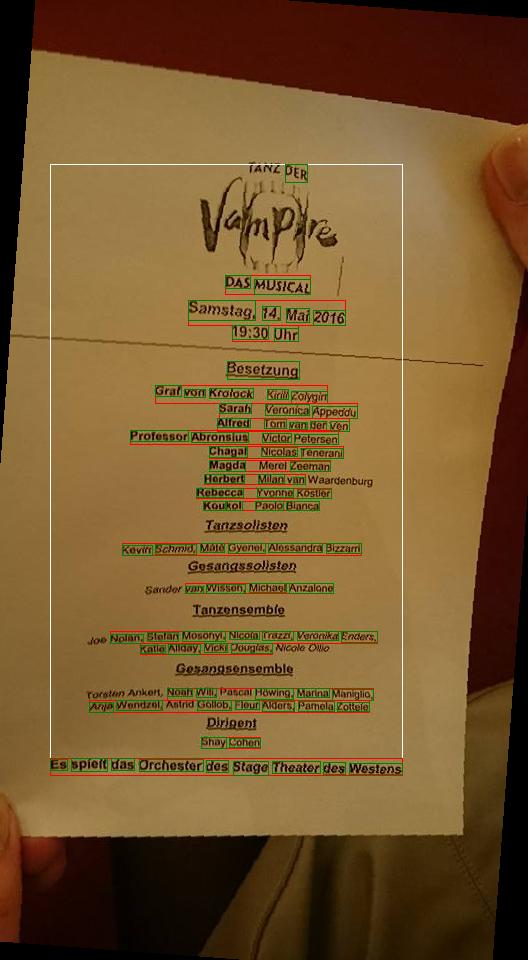 TANZ DER
Vampire
DAS MUSICAL
Samstag, 14. Mai 2016
19:30 Uhr
Besetzung
Graf von Krolock Kirill Zolygin
Sarah Veronica Appeddu
Alfred Tom van der Ven
Professor Abronsius Victor Petersen
Chagal Nicolas Tenerani
Magda Merel Zeeman
Herbert Milan van Waardenburg
Rebecca Yvonne Köstler
Koukol Paolo Bianca
Tanzsolisten
Kevin Schmid, Máté Gyenei, Alessandra Bizzarri
Gesangssolisten
Sander van Wissen, Michael Anzalone
Tanzensemble
Joe Nolan, Stefan Mosonyi, Nicola Trazzi, Veronika Enders,
Katie Allday, Vicki Douglas, Nicole Ollio
Gesangsensemble
Torsten Ankert, Noah Will, Pascal Höwing, Marina Maniglio,
Anja Wendzel, Astrid Gollob, Fleur Alders, Pamela Zottele
Dirigent
Shay Cohen
Es spielt das Orchester des Stage Theater des Westens